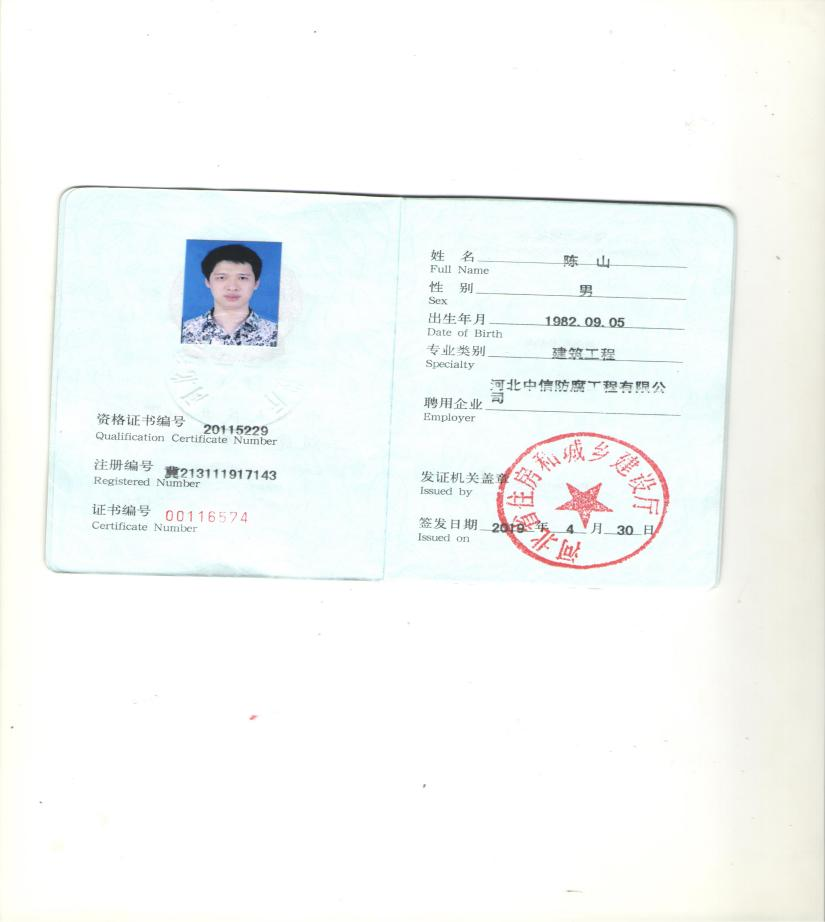 资格证书编号 20115229
Qualification Certificate Number
注册编号 冀213111917143
Registered Number
证书编号 00116574
Certificate Number
姓 名 陈 山
Full Name
性 别 男
Sex
出生年月 1982.09.05
Date of Birth
专业类别 建筑工程
Specialty
河北中信防腐工程有限公
聘用企业 司
Employer
发证机关盖章
Issued by
河北省住房和城乡建设厅
签发日期 2019 年 4 月 30 日
Issued on